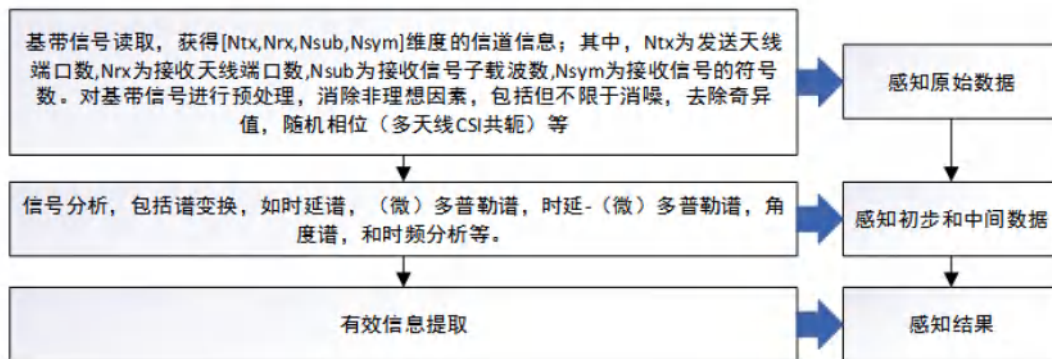 基带信号读取，获得[Ntx,Nrx,Nsub,Nsym]维度的信道信息；其中，Ntx为发送天线
端口数,Nrx为接收天线端口数,Nsub为接收信号子载波数,Nsym为接收信号的符号
数。对基带信号进行预处理，消除非理想因素，包括但不限于消噪，去除奇异
值，随机相位（多天线CSI共轭）等
感知原始数据
信号分析，包括谱变换，如时延谱，（微）多普勒谱，时延-（微）多普勒谱，角
度谱，和时频分析等。
感知初步和中间数据
有效信息提取
感知结果